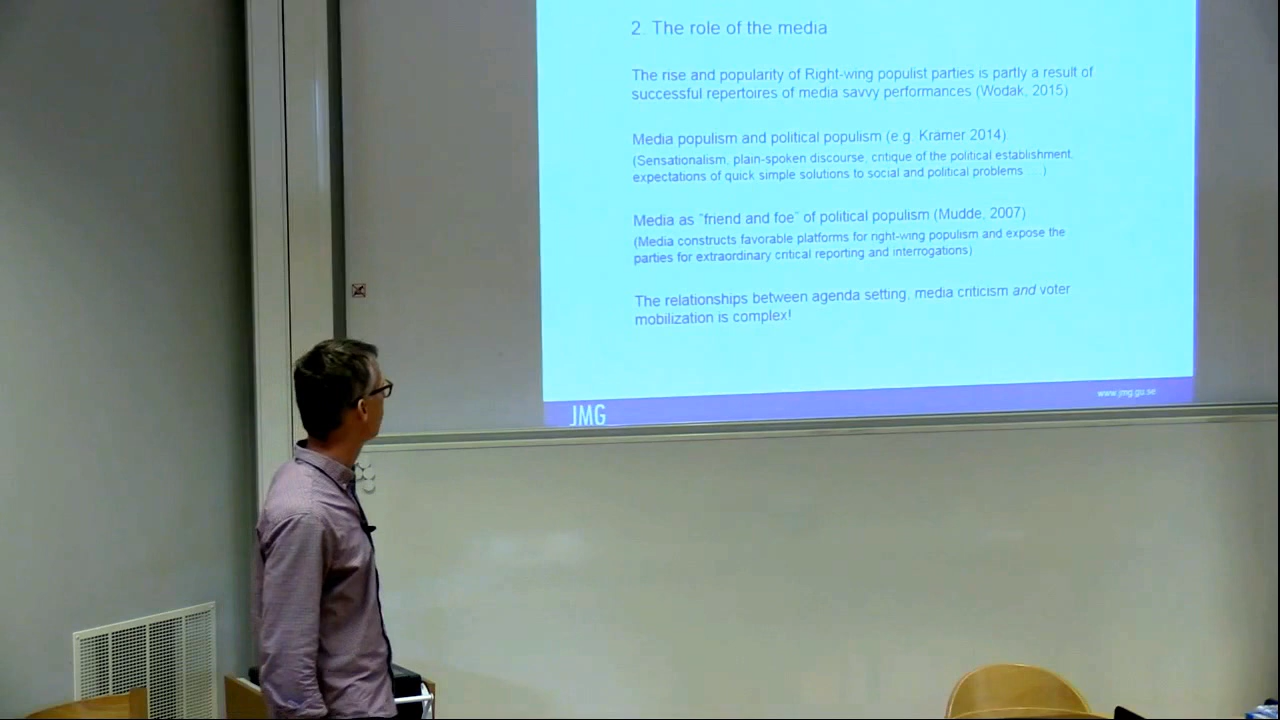 2. The role of the media
The rise and popularity of Right-wing populist parties is partly a result of
successful repertoires of media savvy performances (Wodak, 2015)
Media populism and political populism (e.g. Krämer 2014)
(Sensationalism, plain-spoken discourse, critique of the political establishment,
expectations of quick simple solutions to social and political problems ....)
Media as "friend and foe" of political populism (Mudde, 2007)
(Media constructs favorable platforms for right-wing populism and expose the
parties for extraordinary critical reporting and interrogations)
The relationships between agenda setting, media criticism and voter
mobilization is complex!
JMG
www.jmg.gu.se